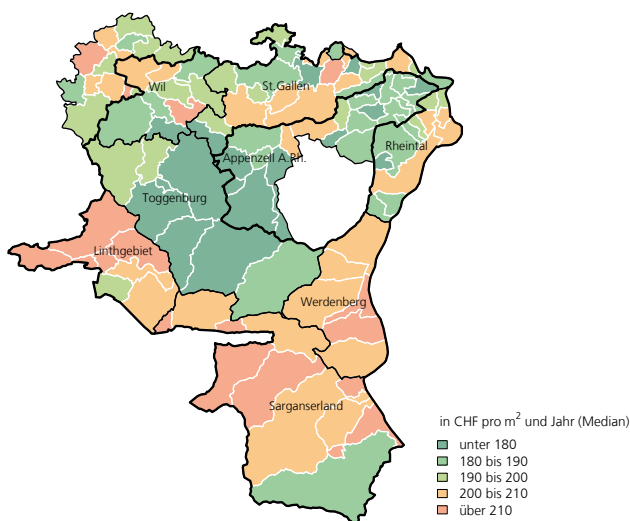 Wil
St.Gallen
Rheintal
Appenzell A.Rh.
Toggenburg
Linthgebiet
Werdenberg
Sarganserland
in CHF pro m² und Jahr (Median)
unter 180
180 bis 190
190 bis 200
200 bis 210
über 210